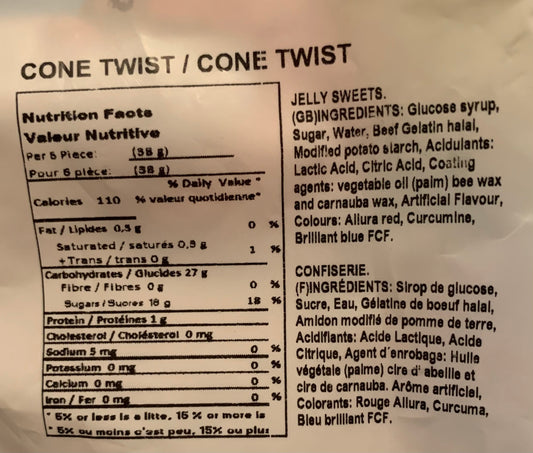 CONE TWIST / CONE TWIST
Nutrition Facts
Valeur Nutritive
Per 6 Piece: (38 g)
Pour 6 pièce: (38 g)
% Daily Value *
Calories 110 % valeur quotidienne*
Fat / Lipides 0,5 g 0 %
Saturated / saturés 0,3 g 1 %
+Trans / trans 0 g
Carbohydrates / Glucides 27 g
Fibre / Fibres 0 g 0 %
Sugars / Sucres 18 g 18 %
Protein / Protéines 1 g
Cholesterol / Cholésterol 0 mg
Sodium 5 mg 0 %
Potassium 0 mg 0 %
Calcium 0 mg 0 %
Iron / Fer 0 mg 0 %
* 5% or less is a litte, 15 % or more is
* 5% ou moins c'est peu, 15% ou plus
JELLY SWEETS.
(GB)INGREDIENTS: Glucose syrup,
Sugar, Water, Beef Gelatin halal,
Modified potato starch, Acidulants:
Lactic Acid, Citric Acid, Coating
agents: vegetable oil (palm) bee wax
and carnauba wax, Artificial Flavour,
Colours: Allura red, Curcumine,
Brilliant blue FCF.
CONFISERIE.
(F)INGRÉDIENTS: Sirop de glucose,
Sucre, Eau, Gélatine de boeuf halal,
Amidon modifié de pomme de terre,
Acidifiants: Acide Lactique, Acide
Citrique, Agent d'enrobage: Huile
végétale (palme) cire d' abeille et
cire de carnauba. Arôme artificiel,
Colorants: Rouge Allura, Curcuma,
Bleu brilliant FCF.